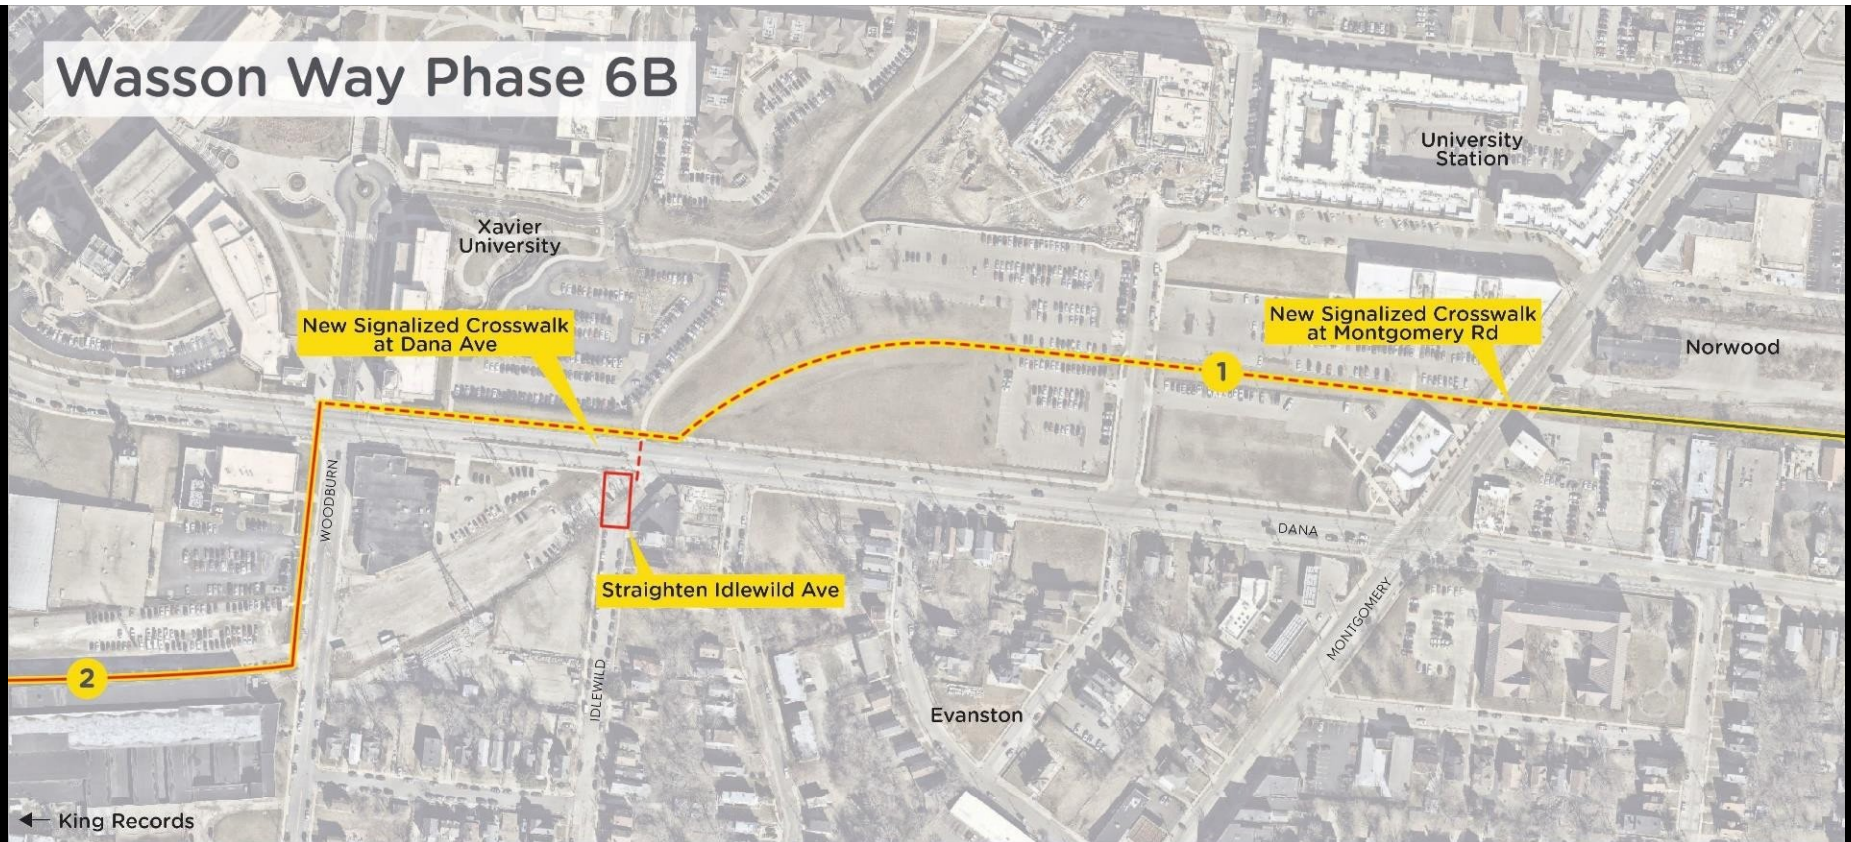 Wasson Way Phase 6B
University
Station
Xavier
University
New Signalized Crosswalk
at Dana Ave
New Signalized Crosswalk
at Montgomery Rd
Norwood
1
WOODBURN
DANA
Straighten Idlewild Ave
MONTGOMERY
2
IDLEWILD
Evanston
← King Records